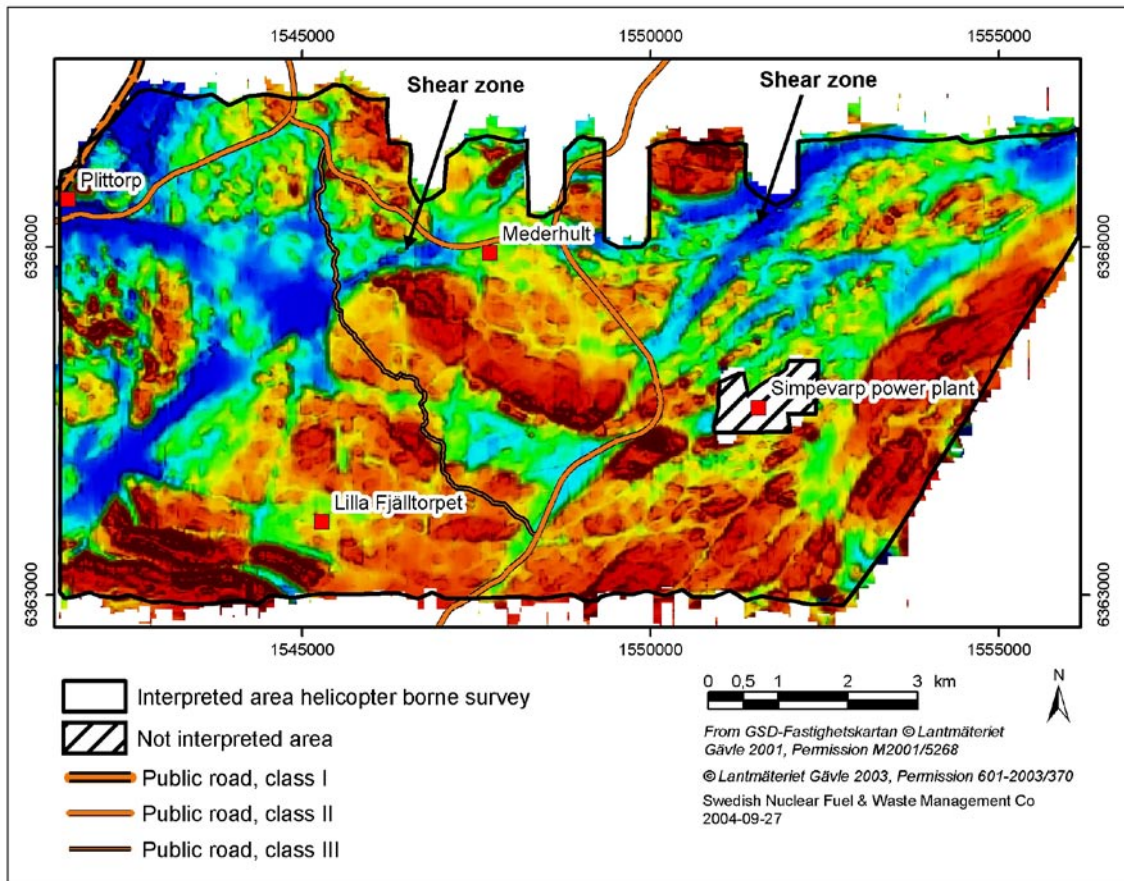 1545000 1550000 1555000
Shear zone Shear zone
Plittorp
Mederhult
6368000 6368000
Simpevarp power plant
Lilla Fjälltorpet
6363000 6363000
1545000 1550000 1555000
Interpreted area helicopter borne survey
Not interpreted area
Public road, class I
Public road, class II
Public road, class III
0 0,5 1 2 3 km
N
From GSD-Fastighetskartan © Lantmäteriet
Gävle 2001, Permission M2001/5268
© Lantmäteriet Gävle 2003, Permission 601-2003/370
Swedish Nuclear Fuel & Waste Management Co
2004-09-27